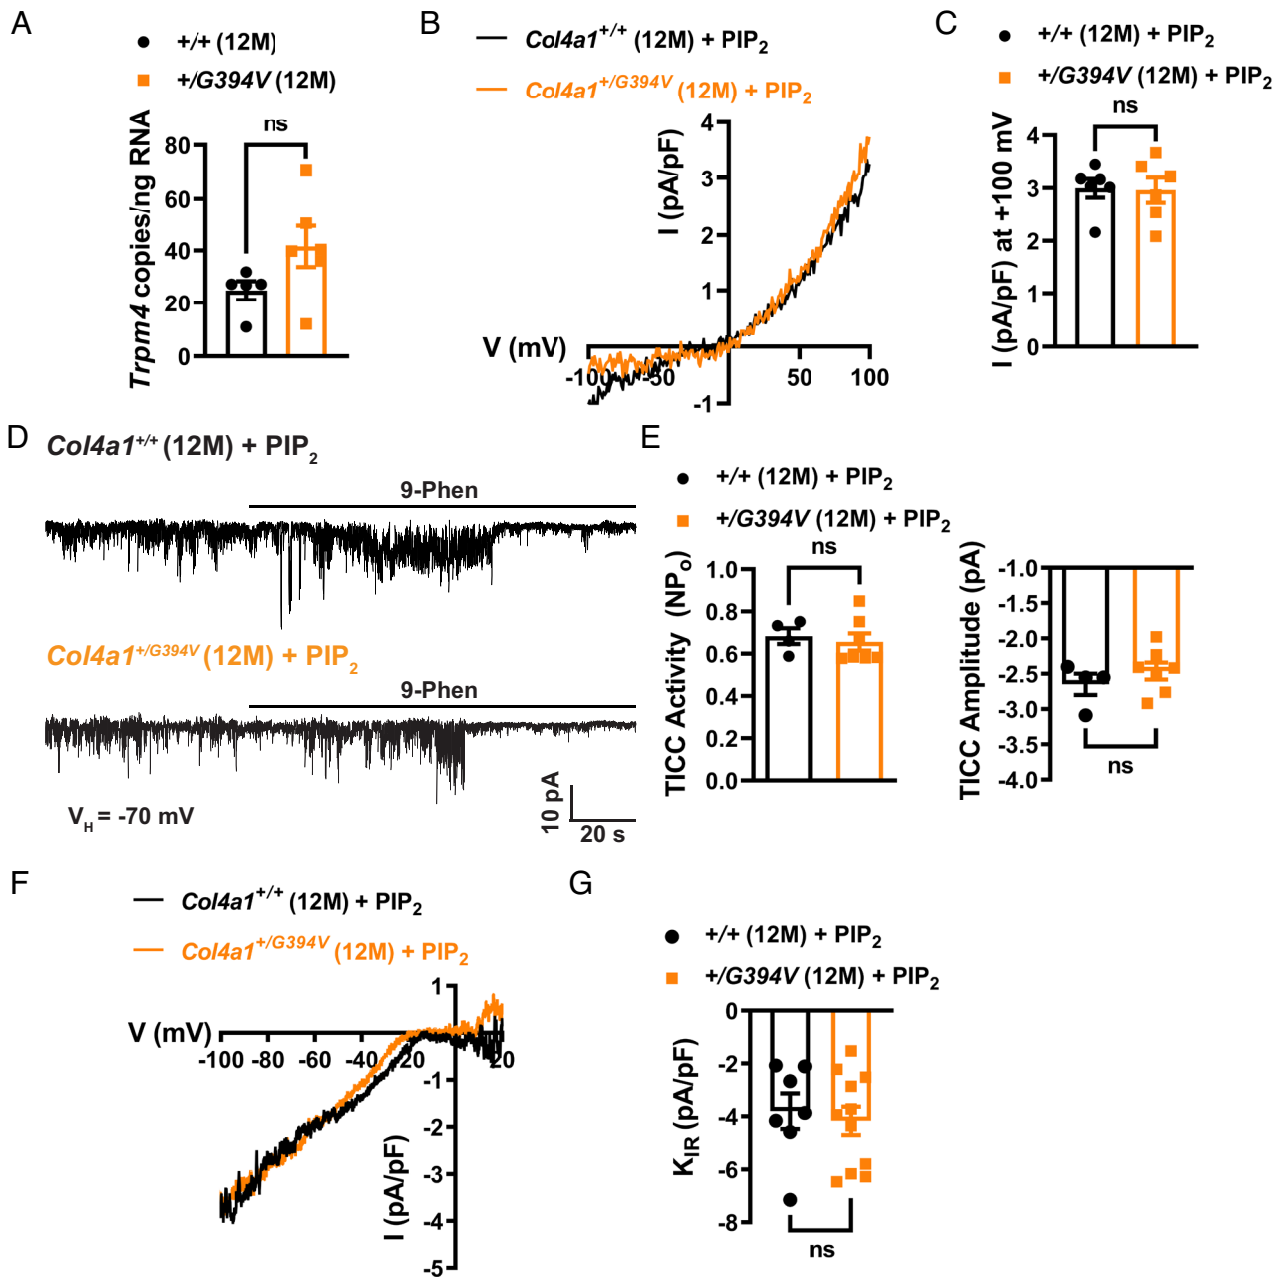 A
+/+ (12M)
+/G394V (12M)
ns
Trpm4 copies/ng RNA
80
60
40
20
0
B
Col4a1+/+ (12M) + PIP2
Col4a1+/G394V (12M) + PIP2
I (pA/pF)
4
3
2
1
-1
V (mV)
-100 -50 50 100
C
+/+ (12M) + PIP2
+/G394V (12M) + PIP2
ns
I (pA/pF) at +100 mV
4
3
2
1
0
D
Col4a1+/+ (12M) + PIP2
9-Phen
Col4a1+/G394V (12M) + PIP2
9-Phen
VH = -70 mV
10 pA
20 s
E
+/+ (12M) + PIP2
+/G394V (12M) + PIP2
ns
TICC Activity (NPo)
1.0
0.8
0.6
0.4
0.2
0.0
TICC Amplitude (pA)
-1.0
-1.5
-2.0
-2.5
-3.0
-3.5
-4.0
ns
F
Col4a1+/+ (12M) + PIP2
Col4a1+/G394V (12M) + PIP2
V (mV)
-100 -80 -60 -40 -20 20
I (pA/pF)
1
-1
-2
-3
-4
-5
G
+/+ (12M) + PIP2
+/G394V (12M) + PIP2
KIR (pA/pF)
0
-2
-4
-6
-8
ns